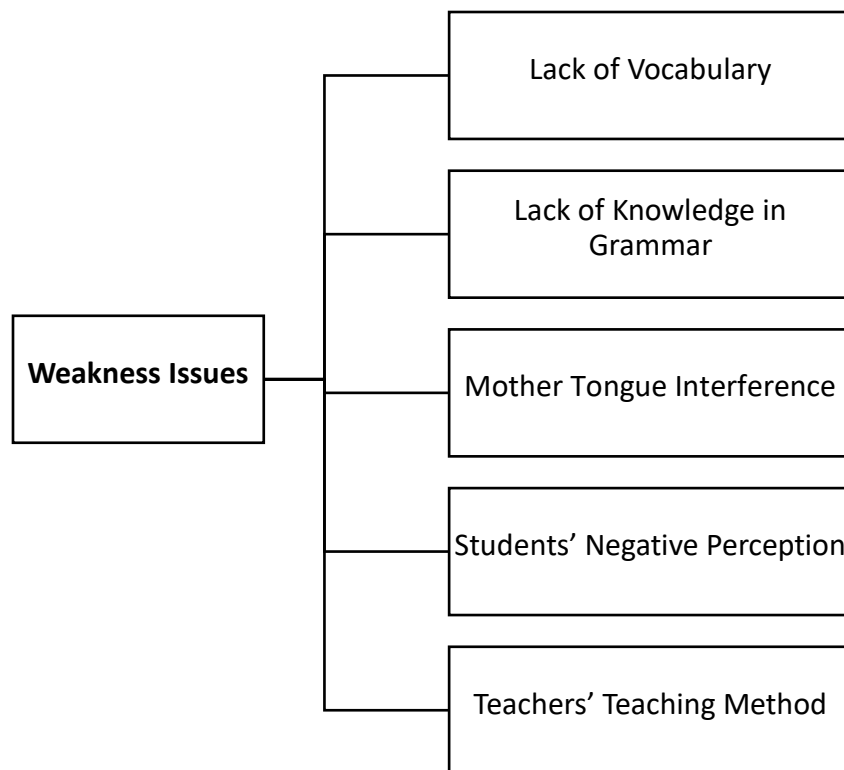 Lack of Vocabulary
Lack of Knowledge in
Grammar
Weakness Issues
Mother Tongue Interference
Students’ Negative Perception
Teachers’ Teaching Method